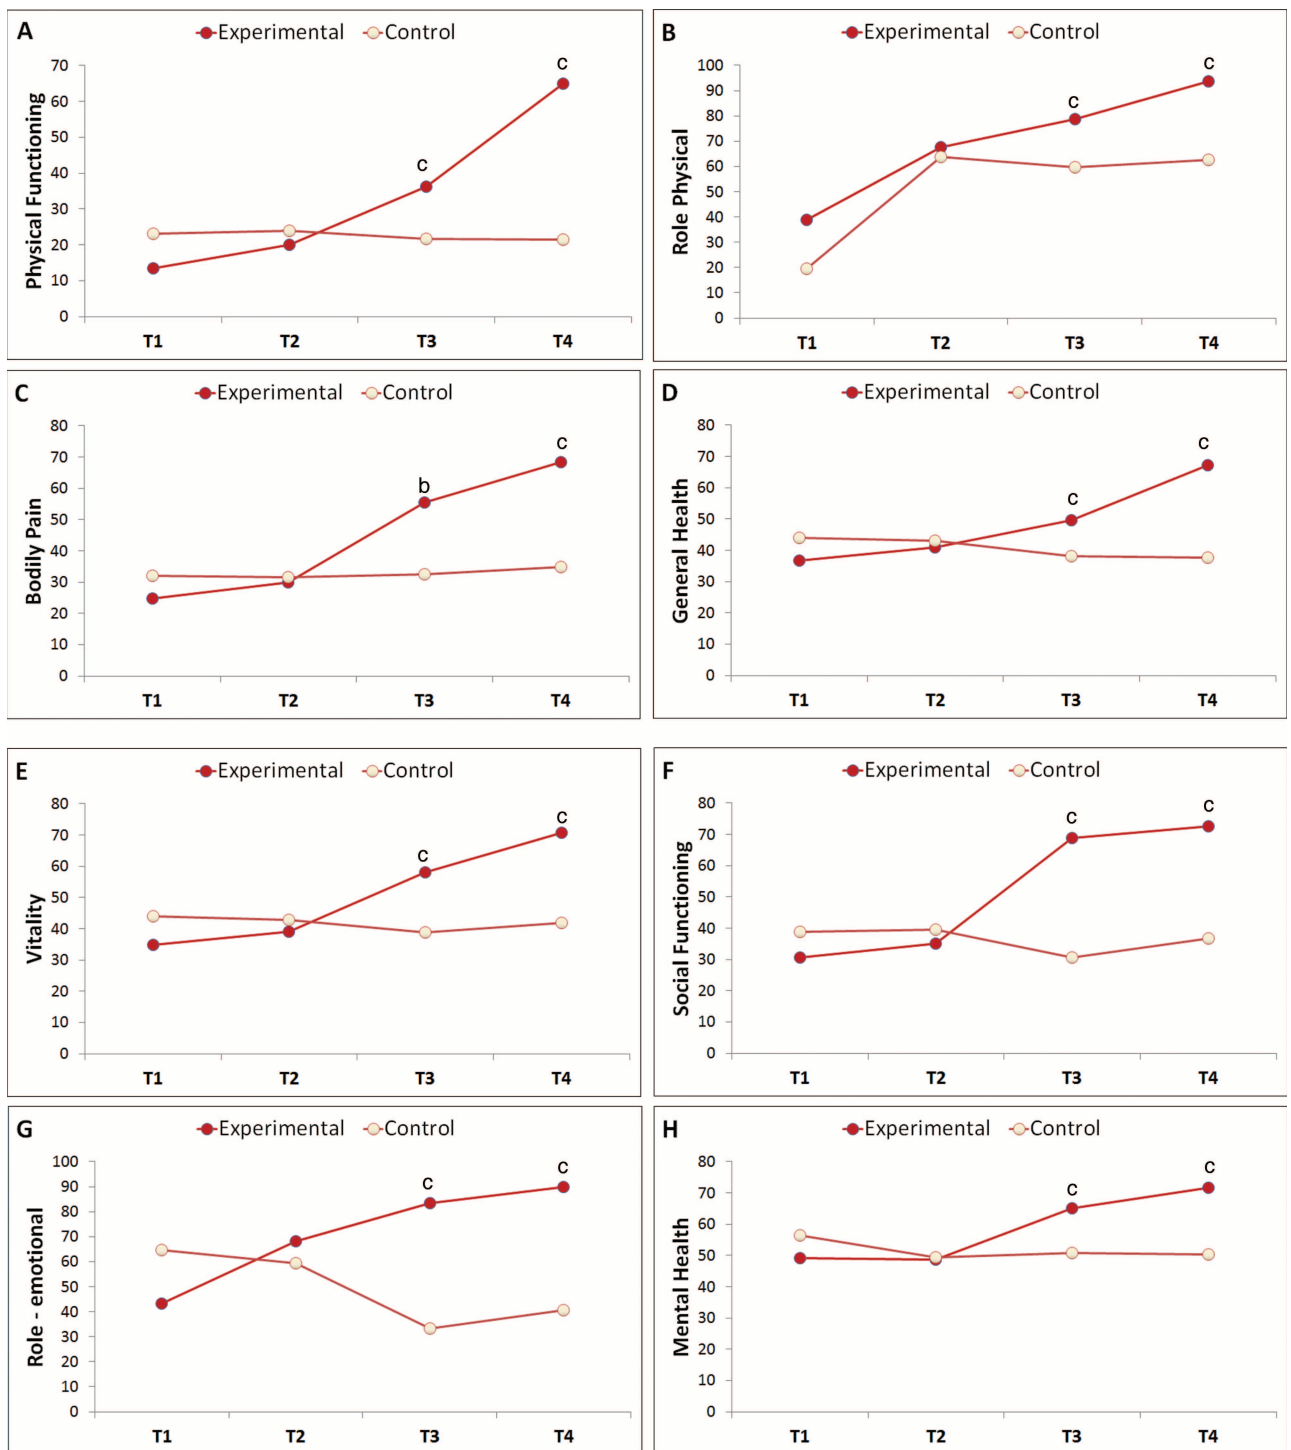 A
Experimental Control
Physical Functioning
70
60
50
40
30
20
10
0
c
c
T1 T2 T3 T4
B
Experimental Control
Role Physical
100
90
80
70
60
50
40
30
20
10
0
c
c
T1 T2 T3 T4
C
Experimental Control
Bodily Pain
80
70
60
50
40
30
20
10
0
b
c
T1 T2 T3 T4
D
Experimental Control
General Health
80
70
60
50
40
30
20
10
0
c
c
T1 T2 T3 T4
E
Experimental Control
Vitality
80
70
60
50
40
30
20
10
0
c
c
T1 T2 T3 T4
F
Experimental Control
Social Functioning
80
70
60
50
40
30
20
10
0
c
c
T1 T2 T3 T4
G
Experimental Control
Role - emotional
100
90
80
70
60
50
40
30
20
10
0
c
c
T1 T2 T3 T4
H
Experimental Control
Mental Health
80
70
60
50
40
30
20
10
0
c
c
T1 T2 T3 T4